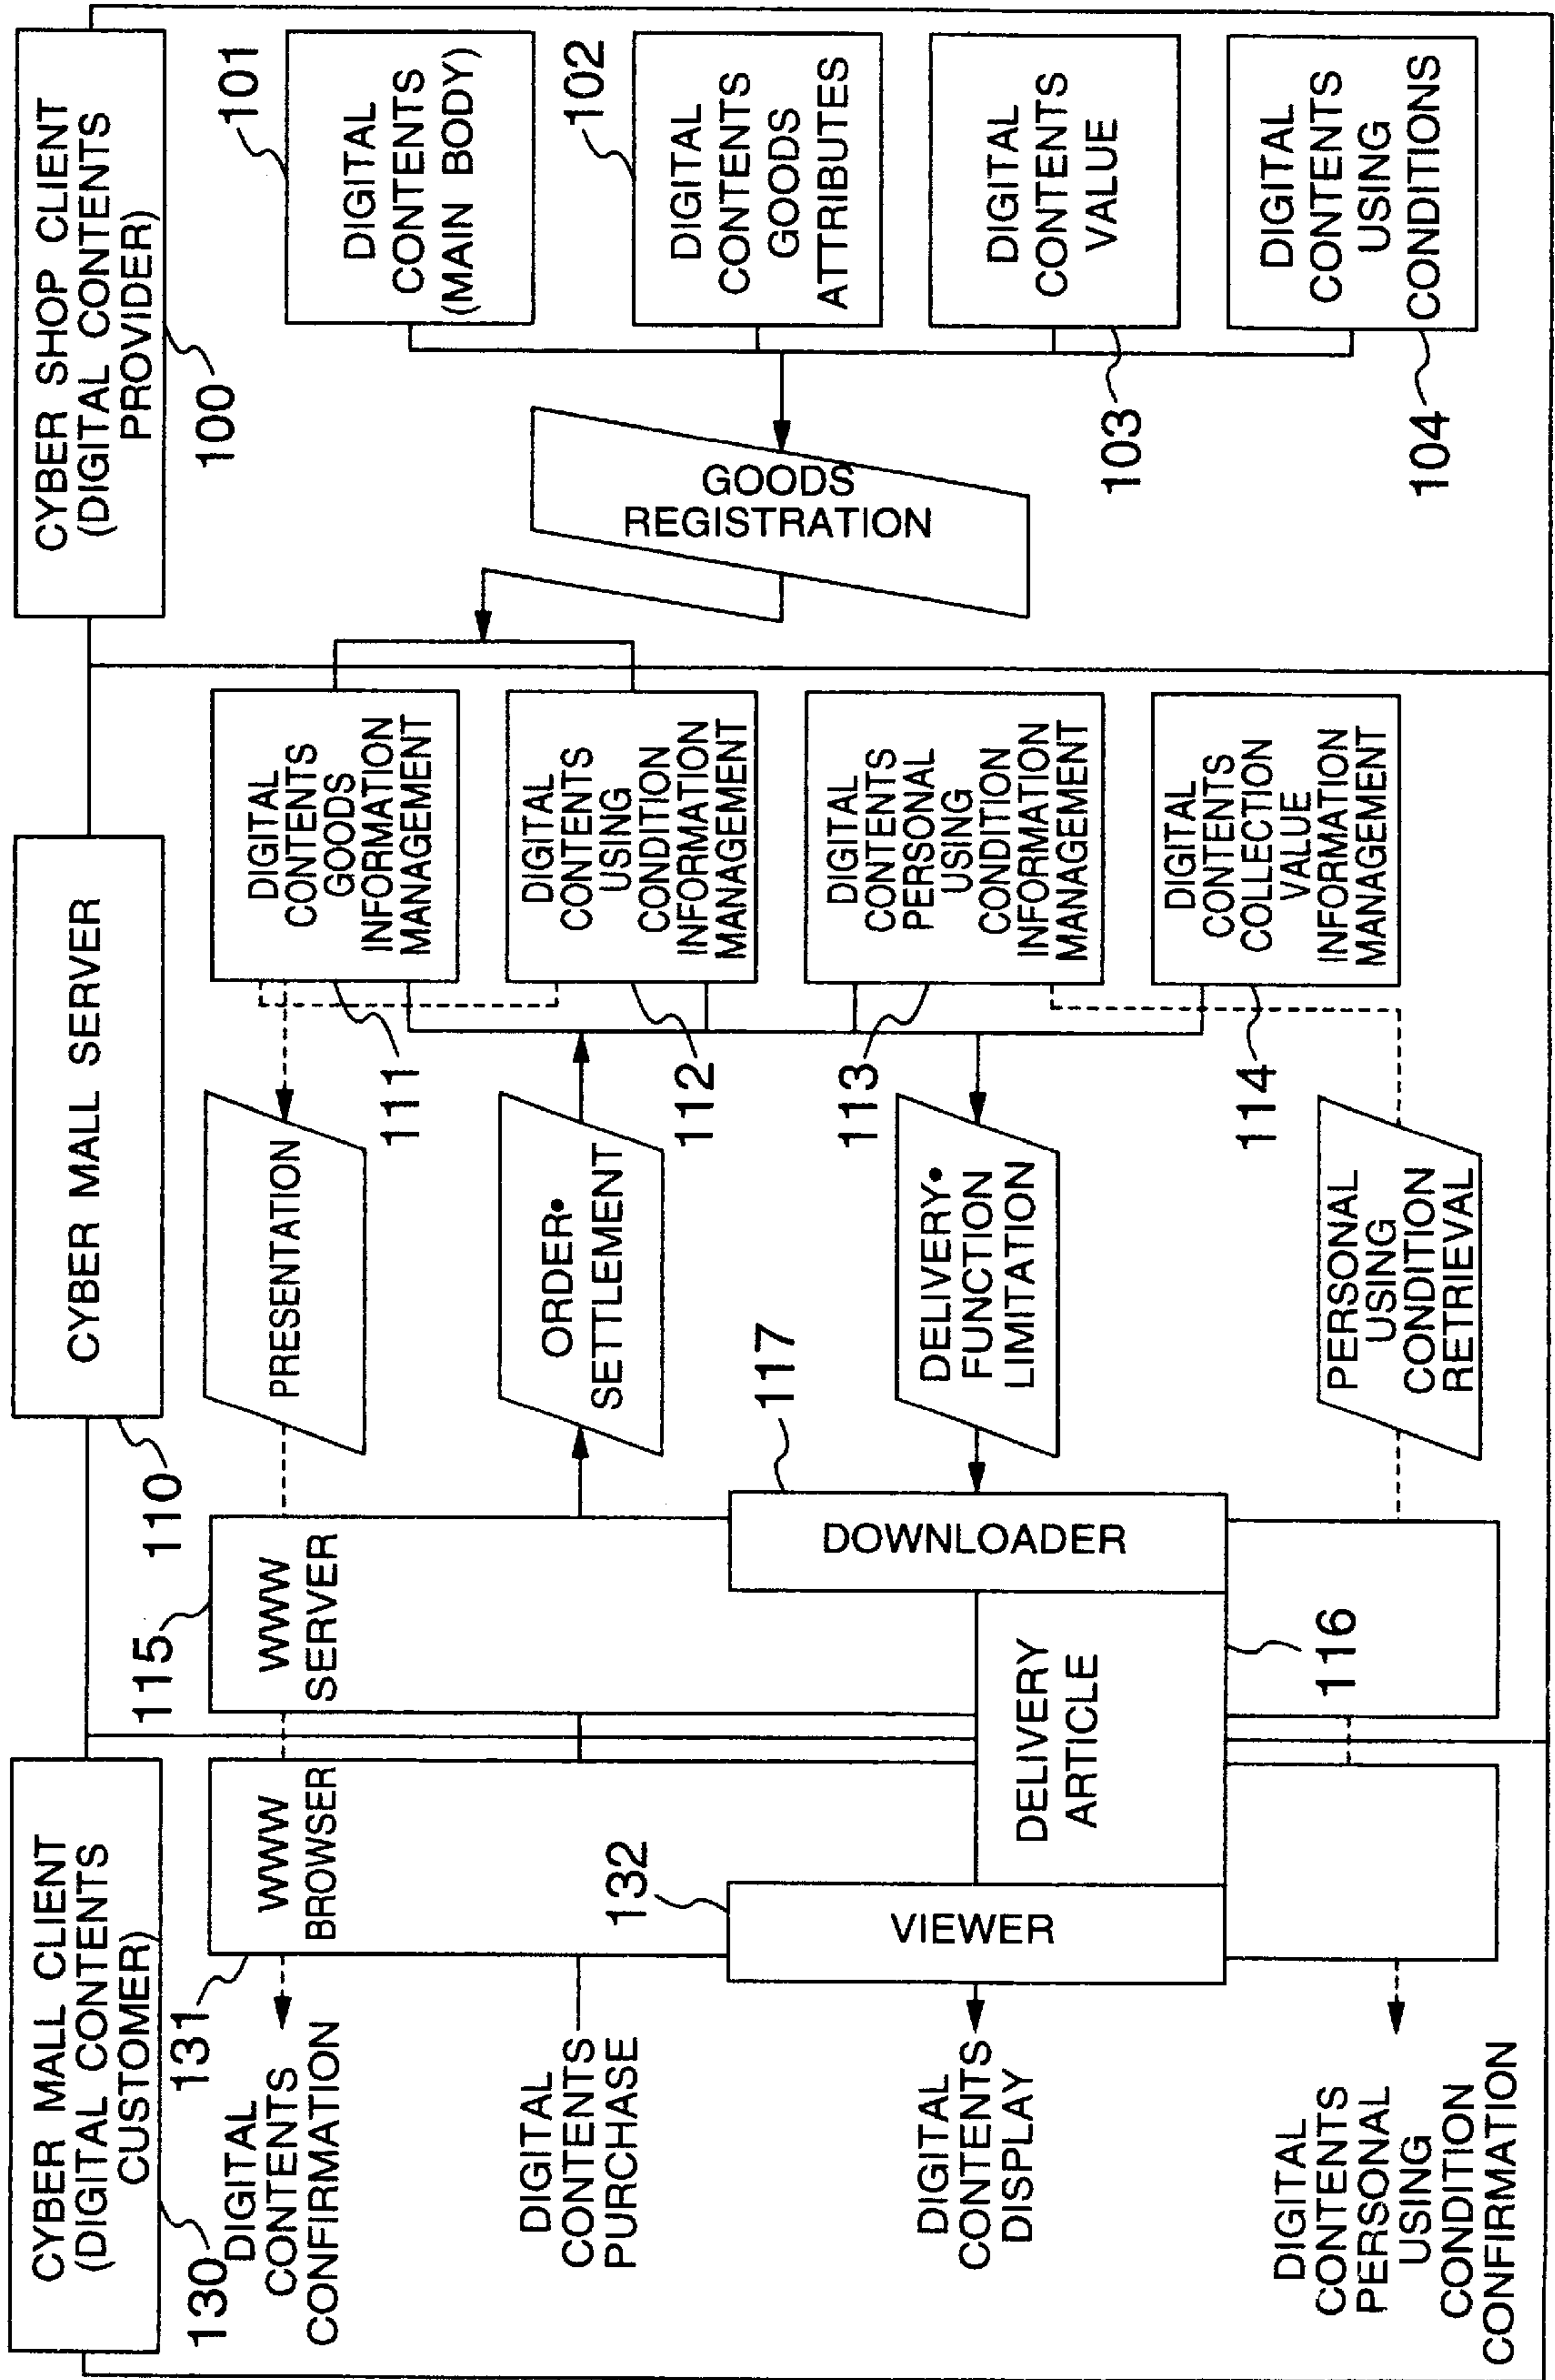 CYBER MALL CLIENT
(DIGITAL CONTENTS
CUSTOMER)
130
CYBER MALL SERVER
110
CYBER SHOP CLIENT
(DIGITAL CONTENTS
PROVIDER)
100
131
DIGITAL
CONTENTS
CONFIRMATION
WWW
BROWSER
115
WWW
SERVER
PRESENTATION
111
DIGITAL
CONTENTS
GOODS
INFORMATION
MANAGEMENT
101
DIGITAL
CONTENTS
(MAIN BODY)
DIGITAL
CONTENTS
PURCHASE
ORDER•
SETTLEMENT
112
DIGITAL
CONTENTS
USING
CONDITION
INFORMATION
MANAGEMENT
GOODS
REGISTRATION
102
DIGITAL
CONTENTS
GOODS
ATTRIBUTES
132
VIEWER
117
DOWNLOADER
DIGITAL
CONTENTS
DISPLAY
DELIVERY
ARTICLE
116
DELIVERY•
FUNCTION
LIMITATION
113
DIGITAL
CONTENTS
PERSONAL
USING
CONDITION
INFORMATION
MANAGEMENT
103
DIGITAL
CONTENTS
VALUE
DIGITAL
CONTENTS
PERSONAL
USING
CONDITION
CONFIRMATION
PERSONAL
USING
CONDITION
RETRIEVAL
114
DIGITAL
CONTENTS
COLLECTION
VALUE
INFORMATION
MANAGEMENT
104
DIGITAL
CONTENTS
USING
CONDITIONS